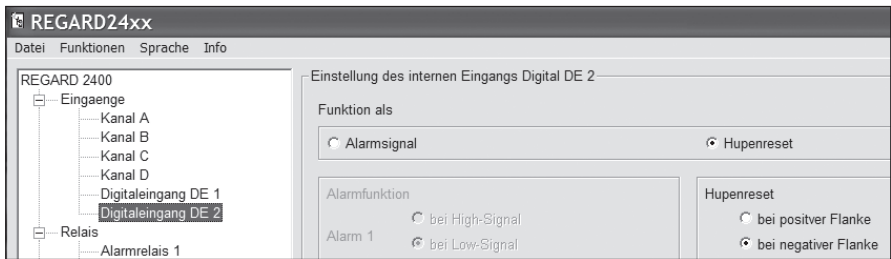 REGARD24xx
Datei Funktionen Sprache Info
REGARD 2400
Eingaenge
Kanal A
Kanal B
Kanal C
Kanal D
Digitaleingang DE 1
Digitaleingang DE 2
Relais
Alarmrelais 1
Einstellung des internen Eingangs Digital DE 2
Funktion als
Alarmsignal
Hupenreset
Alarmfunktion
Alarm 1
bei High-Signal
bei Low-Signal
Hupenreset
bei positver Flanke
bei negativer Flanke